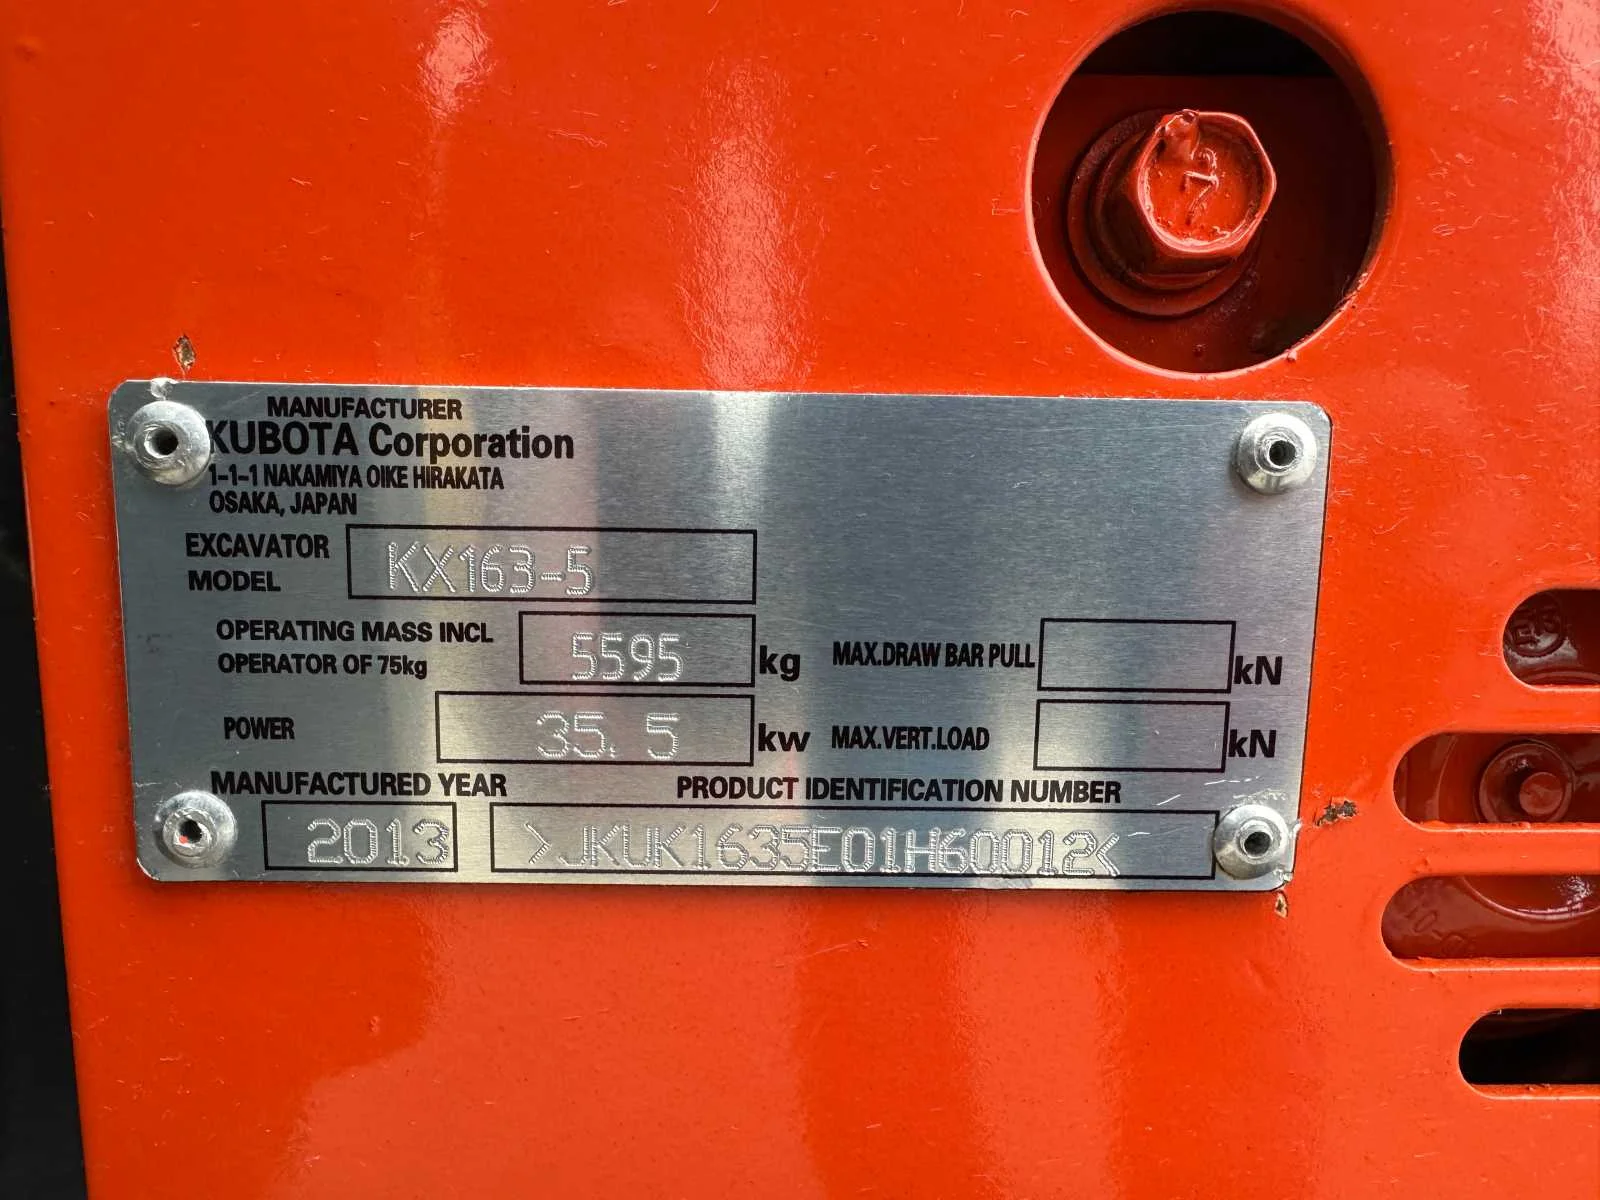 7
MANUFACTURER
KUBOTA Corporation
1-1-1 NAKAMIYA OIKE HIRAKATA
OSAKA, JAPAN
EXCAVATOR MODEL KX163-5
OPERATING MASS INCL OPERATOR OF 75kg 5595 kg MAX.DRAW BAR PULL kN
POWER 35.5 kw MAX.VERT.LOAD kN
MANUFACTURED YEAR PRODUCT IDENTIFICATION NUMBER
2013 >JKUK1635E01H60012<